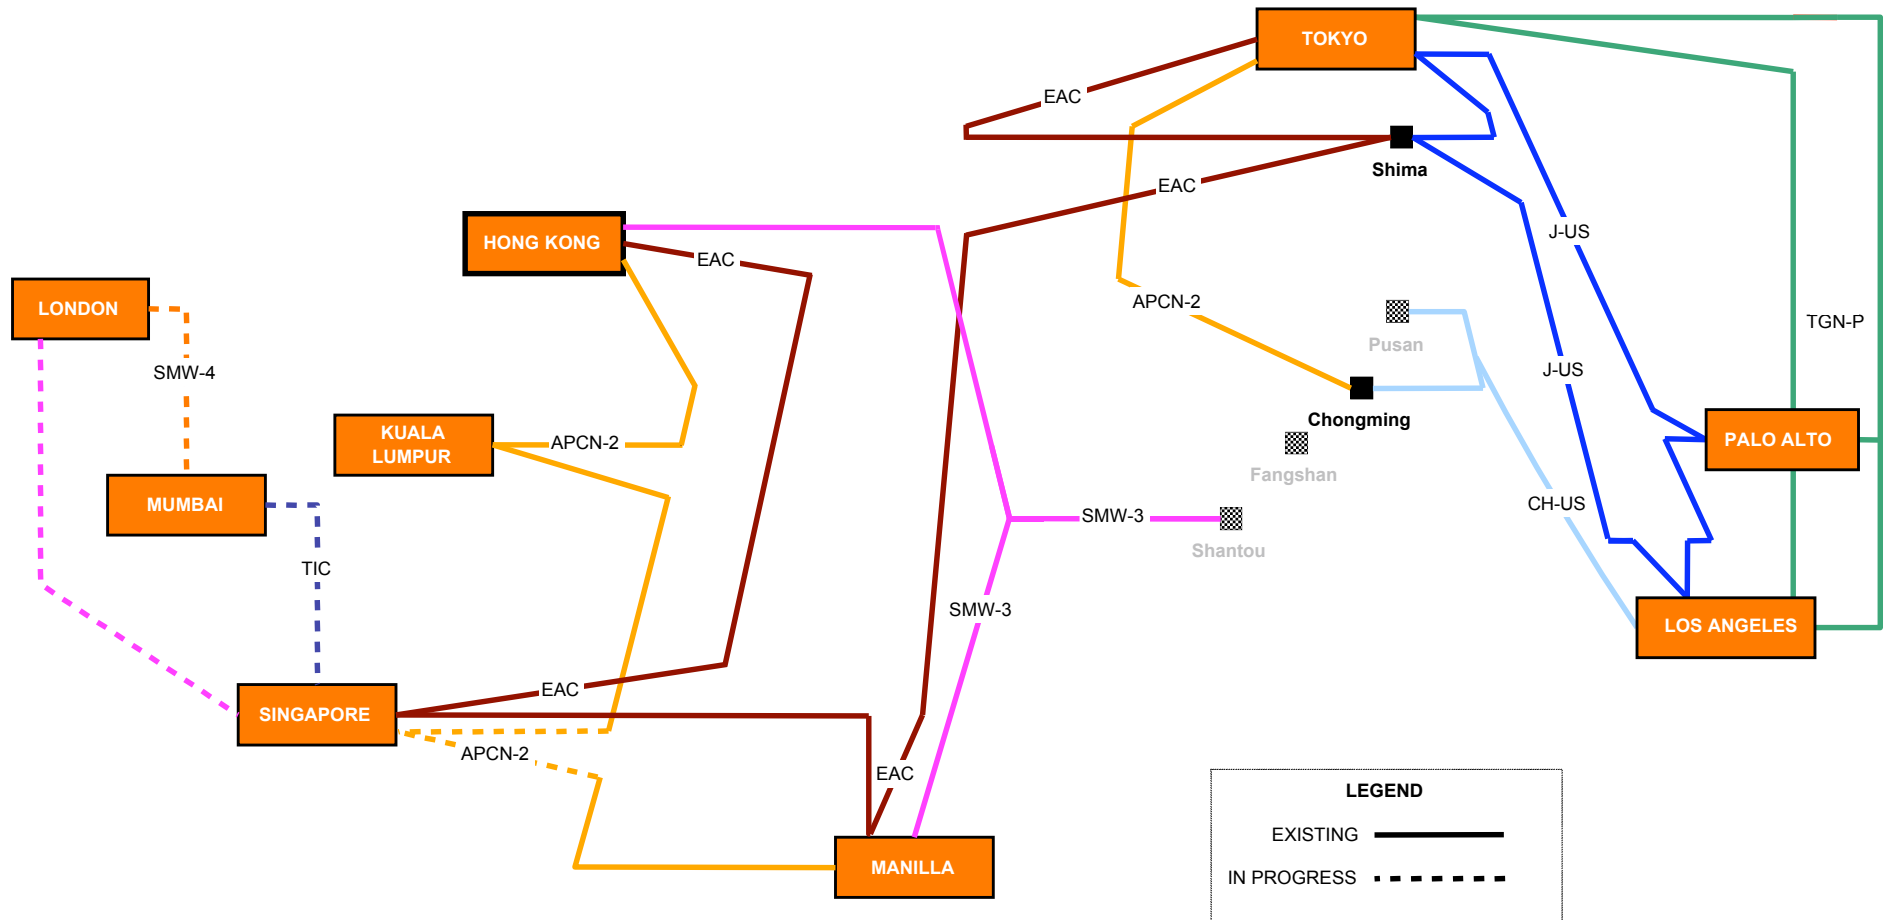 TOKYO
EAC
Shima
EAC
HONG KONG
J-US
EAC
LONDON
APCN-2
TGN-P
Pusan
SMW-4
J-US
Chongming
KUALA
LUMPUR
APCN-2
PALO ALTO
Fangshan
MUMBAI
CH-US
SMW-3
Shantou
TIC
SMW-3
LOS ANGELES
EAC
SINGAPORE
APCN-2
EAC
LEGEND
EXISTING
MANILLA
IN PROGRESS